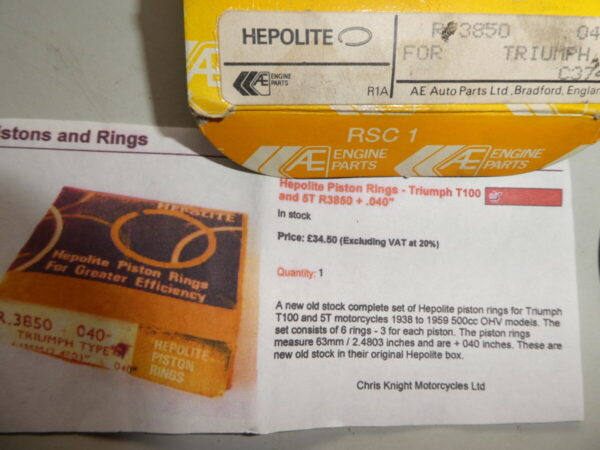 HEPOLITE
R 3850 04
FOR TRIUMPH,
C374
AE ENGINE PARTS
R1A
AE Auto Parts Ltd., Bradford, Englan
RSC 1
AE ENGINE PARTS
AE ENGINE PARTS
istons and Rings
Hepolite Piston Rings - Triumph T100
and 5T R3850 + .040"
In stock
Price: £34.50 (Excluding VAT at 20%)
Quantity: 1
A new old stock complete set of Hepolite piston rings for Triumph
T100 and 5T motorcycles 1938 to 1959 500cc OHV models. The
set consists of 6 rings - 3 for each piston. The piston rings
measure 63mm / 2.4803 inches and are + 040 inches. These are
new old stock in their original Hepolite box.
Chris Knight Motorcycles Ltd
HEPOLITE
Hepolite Piston Rings
For Greater Efficiency
R.3850 040-
TRIUMPH TYPE
040"
HEPOLITE
PISTON
RINGS